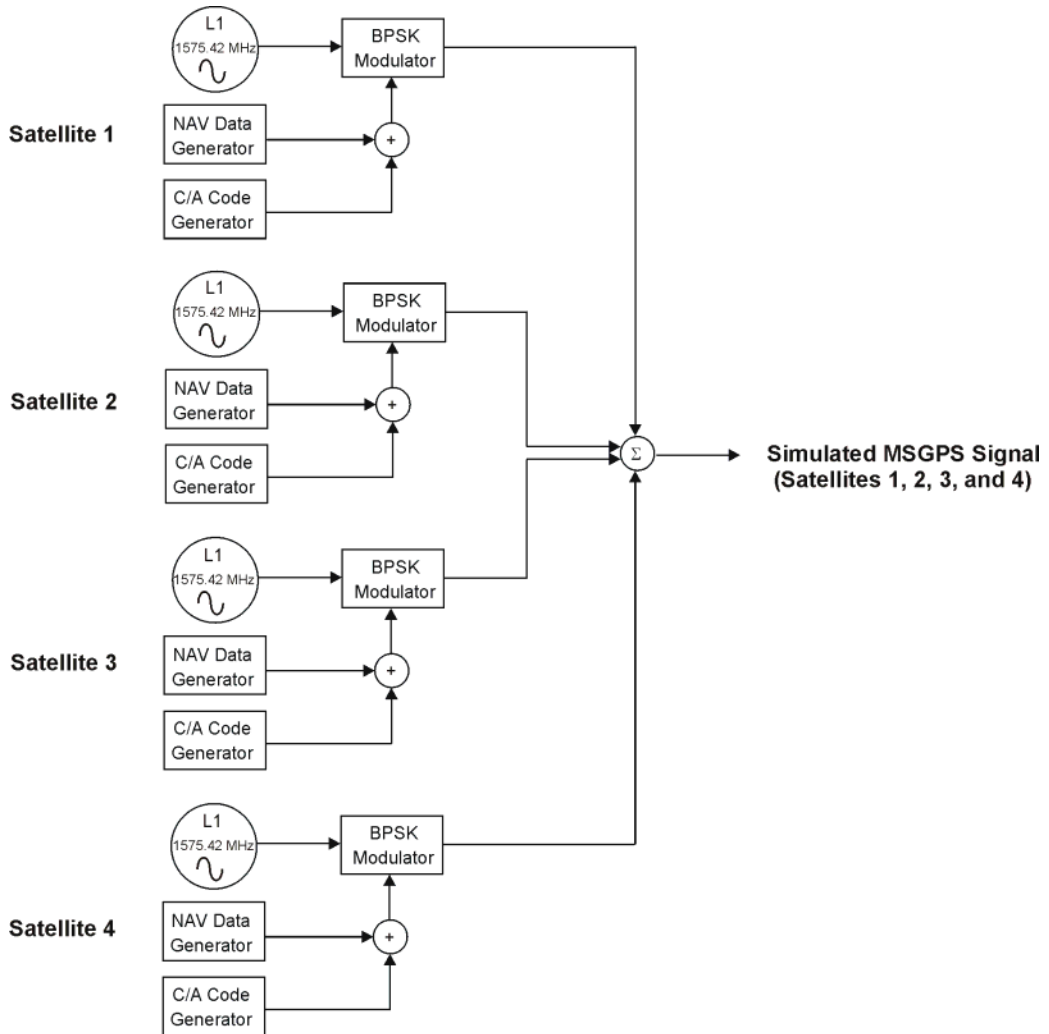 L1
1575.42 MHz
BPSK
Modulator
Satellite 1
NAV Data
Generator
+
C/A Code
Generator
L1
1575.42 MHz
BPSK
Modulator
Satellite 2
NAV Data
Generator
+
C/A Code
Generator
Σ
Simulated MSGPS Signal
(Satellites 1, 2, 3, and 4)
L1
1575.42 MHz
BPSK
Modulator
Satellite 3
NAV Data
Generator
+
C/A Code
Generator
L1
1575.42 MHz
BPSK
Modulator
Satellite 4
NAV Data
Generator
+
C/A Code
Generator